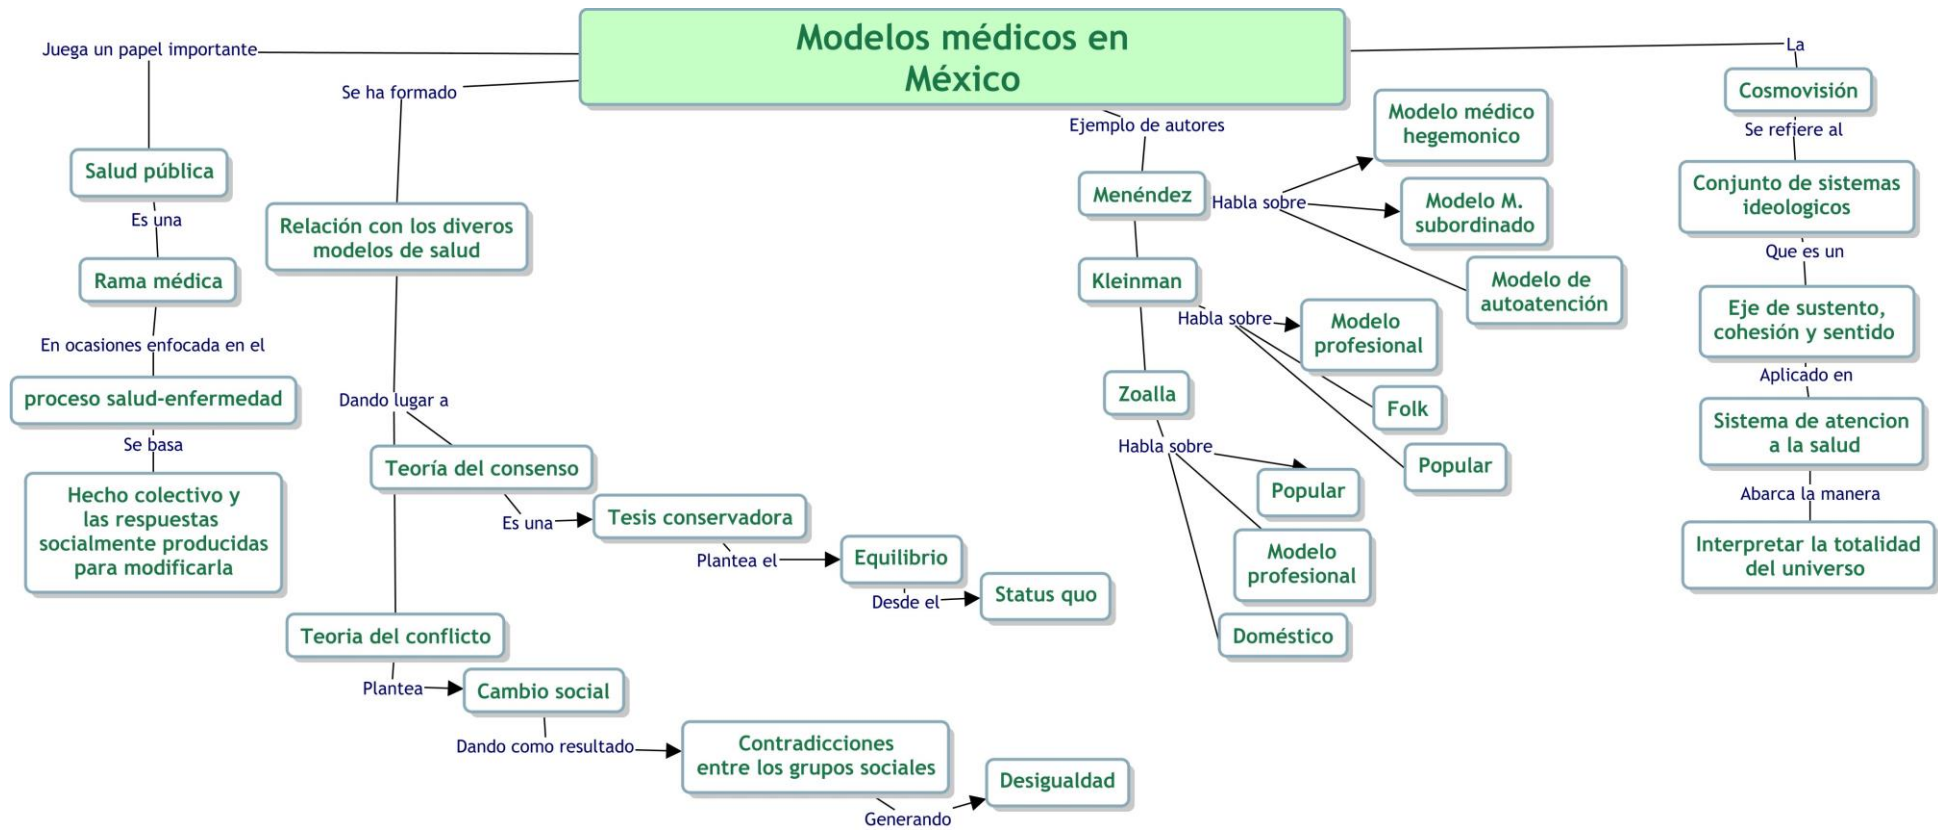 Modelos médicos en
México
Juega un papel importante
Salud pública
Es una
Rama médica
En ocasiones enfocada en el
proceso salud-enfermedad
Se basa
Hecho colectivo y
las respuestas
socialmente producidas
para modificarla
Se ha formado
Relación con los diveros
modelos de salud
Dando lugar a
Teoría del consenso
Es una
Tesis conservadora
Plantea el
Equilibrio
Desde el
Status quo
Teoria del conflicto
Plantea
Cambio social
Dando como resultado
Contradicciones
entre los grupos sociales
Generando
Desigualdad
Ejemplo de autores
Menéndez
Habla sobre
Modelo médico
hegemonico
Modelo M.
subordinado
Modelo de
autoatención
Kleinman
Habla sobre
Modelo
profesional
Folk
Popular
Zoalla
Habla sobre
Popular
Modelo
profesional
Doméstico
La
Cosmovisión
Se refiere al
Conjunto de sistemas
ideologicos
Que es un
Eje de sustento,
cohesión y sentido
Aplicado en
Sistema de atencion
a la salud
Abarca la manera
Interpretar la totalidad
del universo